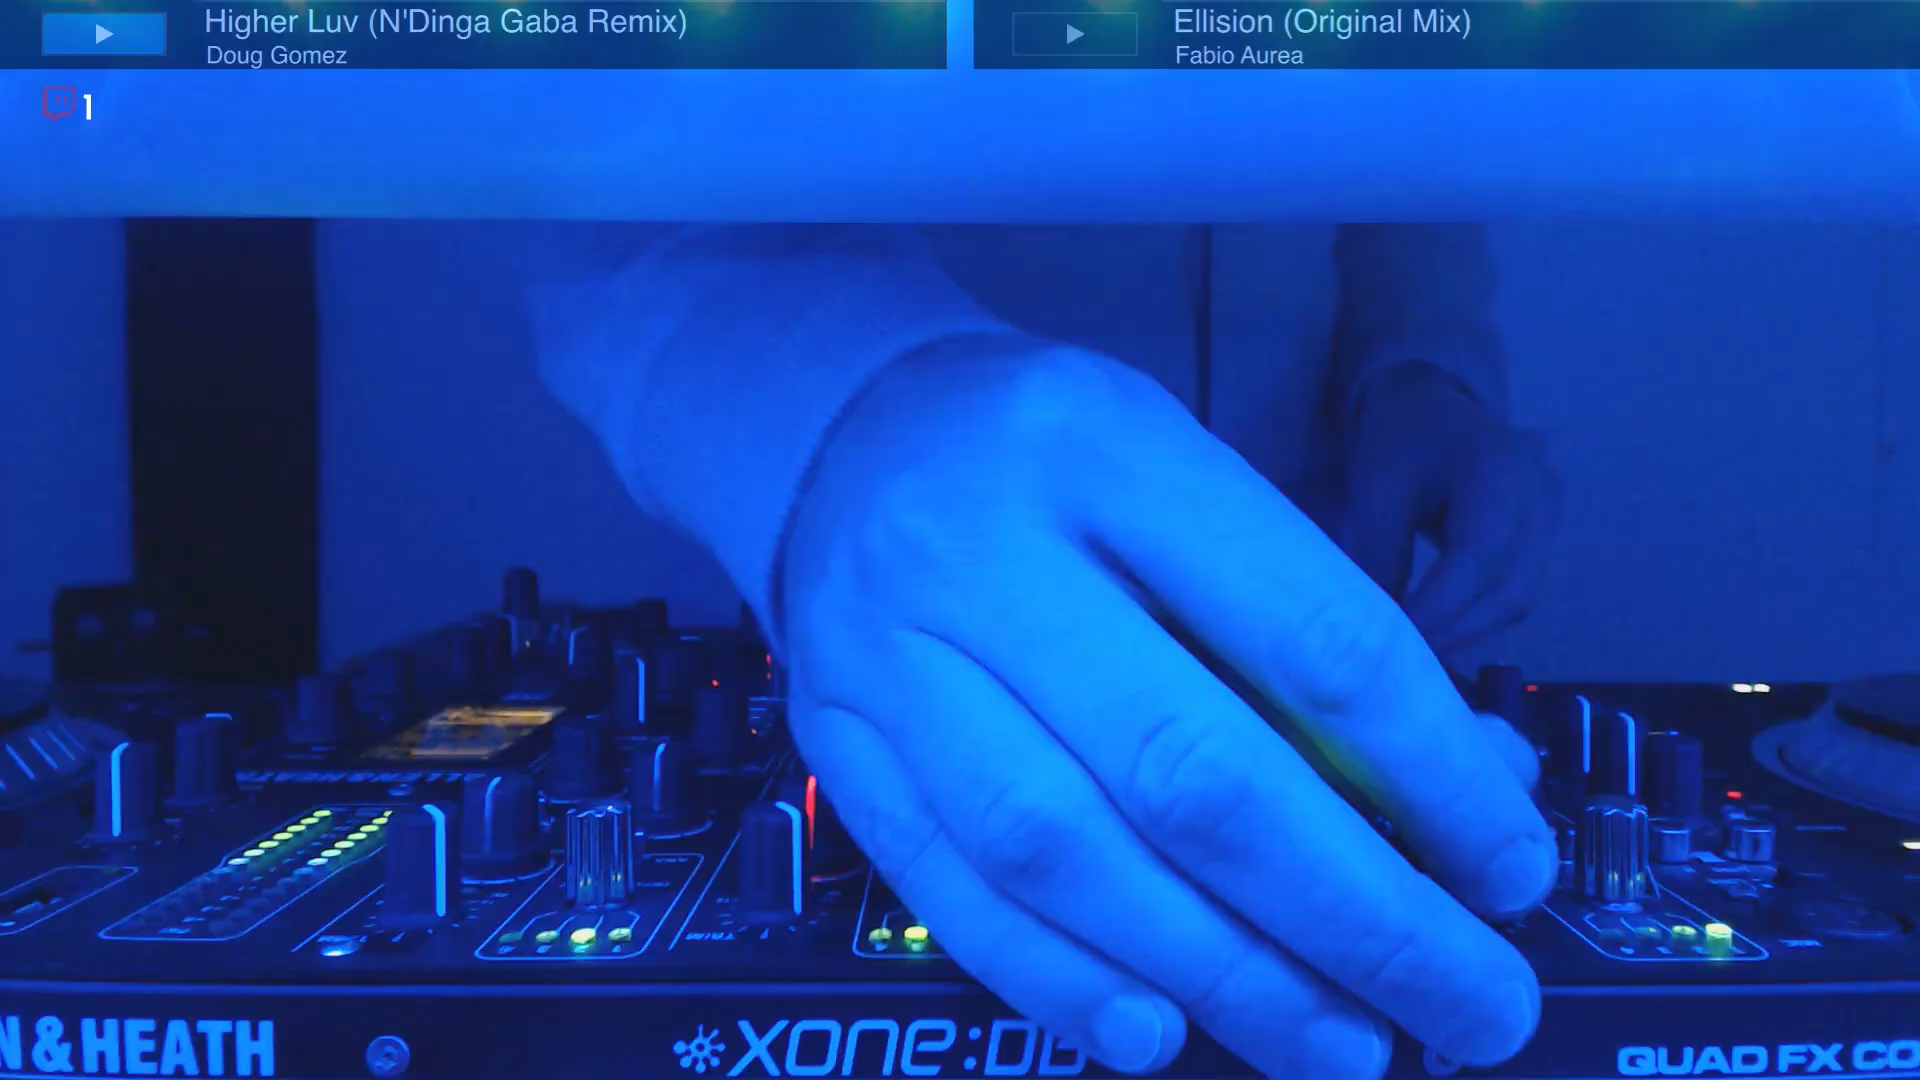 Higher Luv (N'Dinga Gaba Remix)
Doug Gomez
Ellision (Original Mix)
Fabio Aurea
1
N & HEATH
XONE:DB
QUAD FX CO